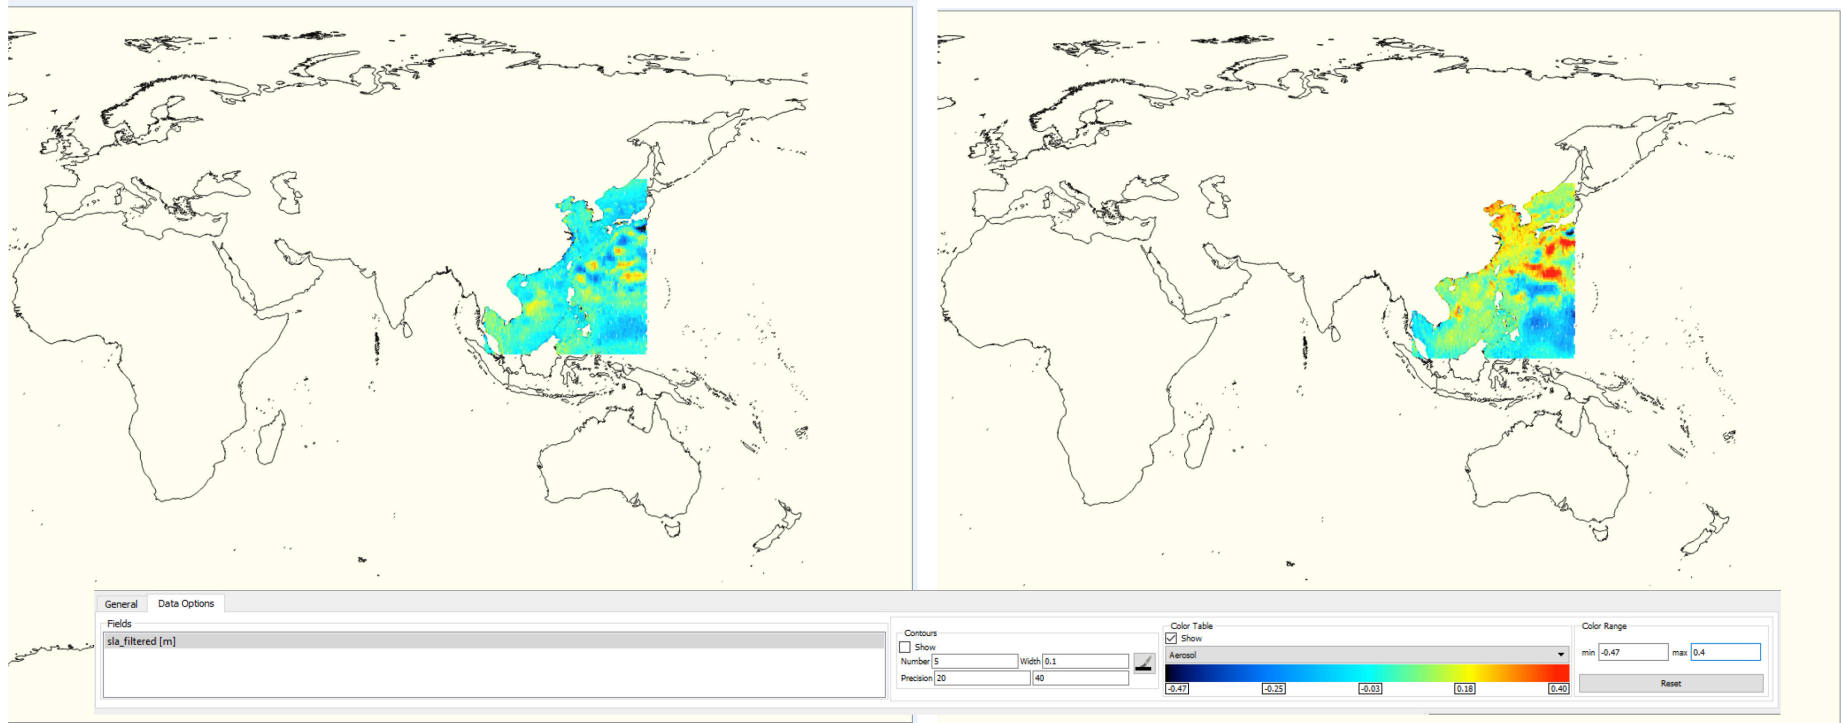 General Data Options
Fields
sla_filtered [m]
Contours
Show
Number 5 Width 0.1
Precision 20 40
Color Table
Show
Aerosol
-0.47 -0.25 -0.03 0.18 0.40
Color Range
min -0.47 max 0.4
Reset